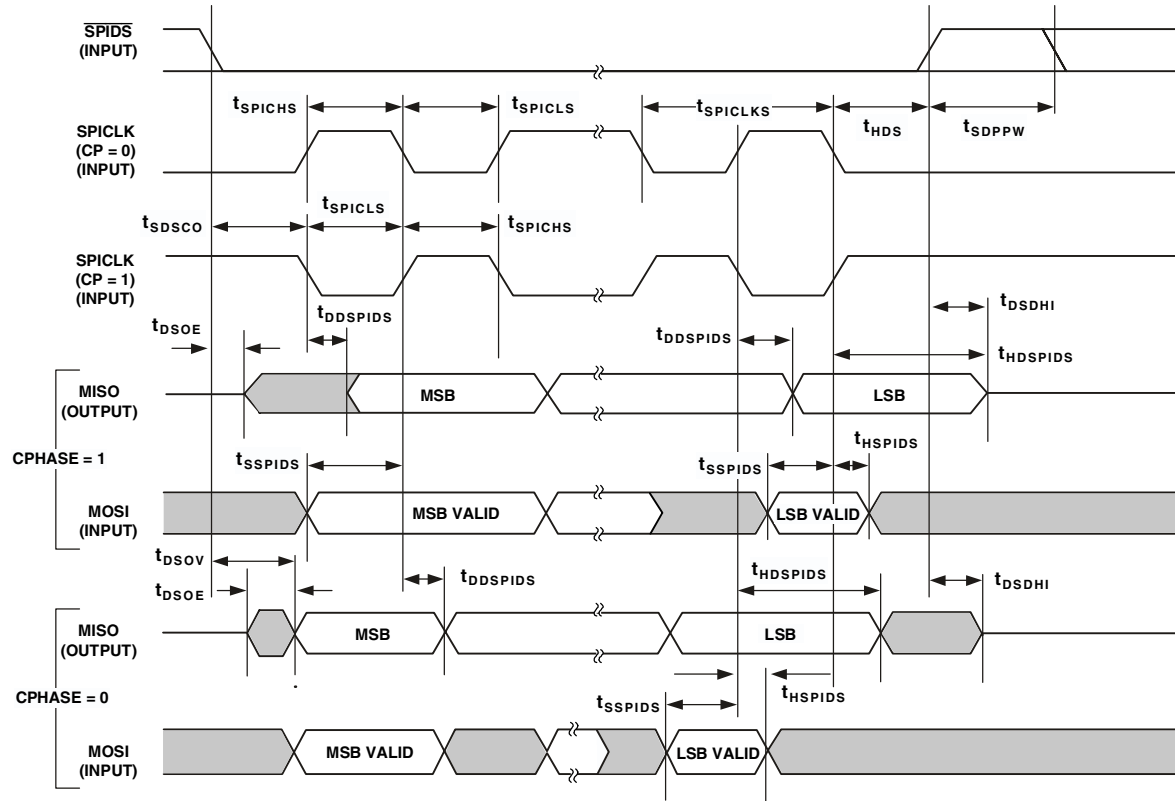 SPIDS
(INPUT)
tSPICHS
tSPICLS
tSPICLKS
tHDS
tSDPPW
SPICLK
(CP = 0)
(INPUT)
tSDSCO
tSPICLS
tSPICHS
SPICLK
(CP = 1)
(INPUT)
tDSOE
tDDSPIDS
tDDSPIDS
tDSDHI
tHDSPIDS
MISO
(OUTPUT)
MSB
LSB
CPHASE = 1
tSSPIDS
tSSPIDS
tHSPIDS
MOSI
(INPUT)
MSB VALID
LSB VALID
tDSOV
tDSOE
tDDSPIDS
tHDSPIDS
tDSDHI
MISO
(OUTPUT)
MSB
LSB
CPHASE = 0
tSSPIDS
tHSPIDS
MOSI
(INPUT)
MSB VALID
LSB VALID